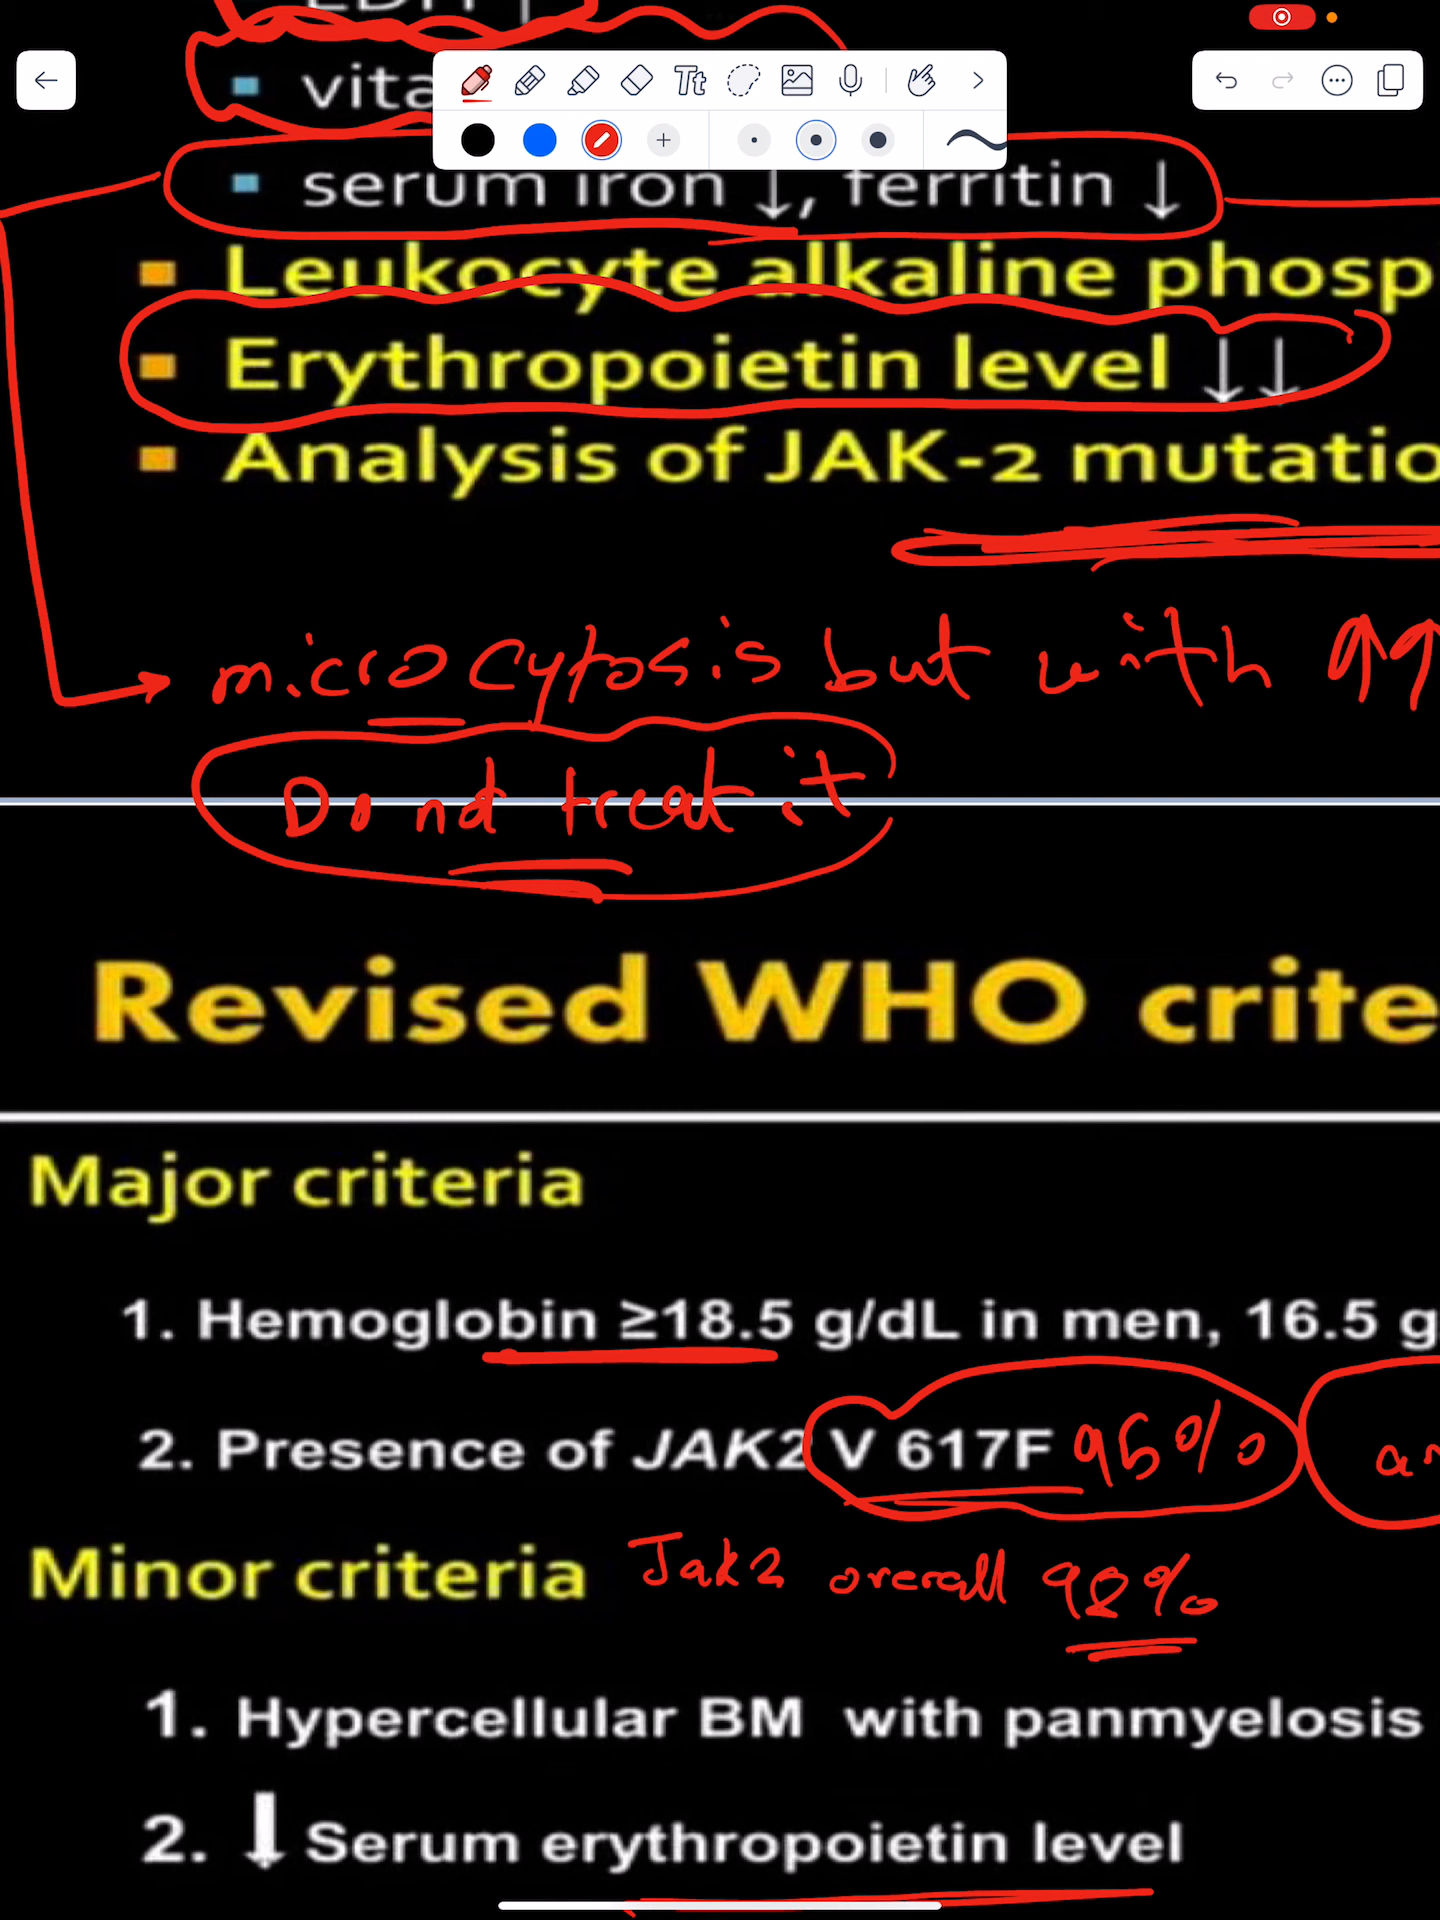 LDH ↑
vita
serum iron ↓, ferritin ↓
Leukocyte alkaline phosp
Erythropoietin level ↓↓
Analysis of JAK-2 mutatio
microcytosis but with
Do not treat it
Revised WHO crite
Major criteria
1. Hemoglobin ≥18.5 g/dL in men, 16.5 g
2. Presence of JAK2 V 617F 95%
Minor criteria Jak2 overall 98%
1. Hypercellular BM with panmyelosis
2. ↓ Serum erythropoietin level